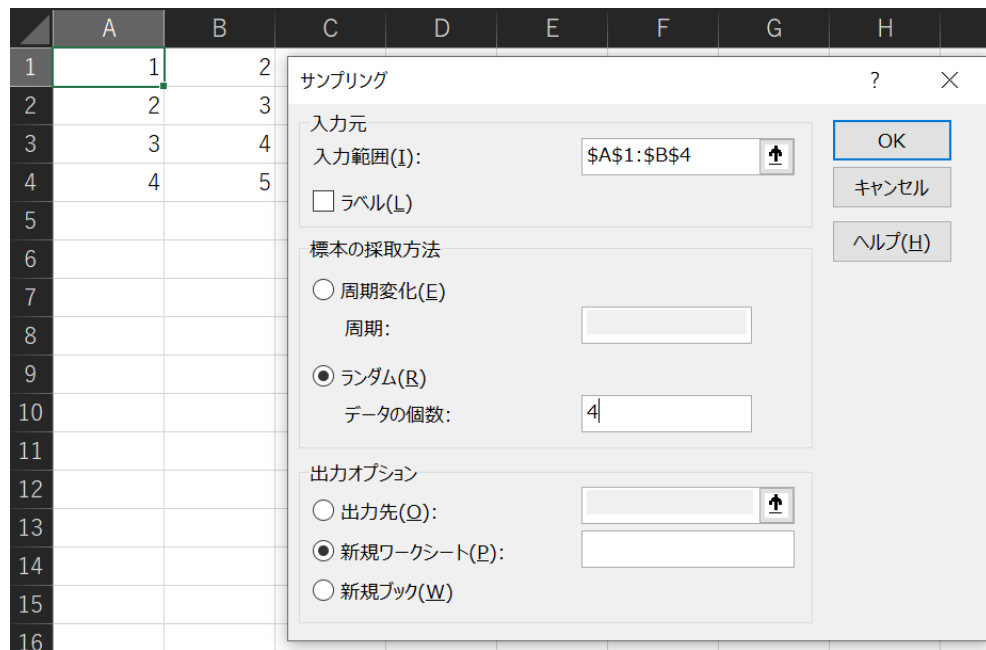 A B C D E F G H
1 1 2 サンプリング ?
2 2 3 入力元
3 3 4 入力範囲(I): $A$1:$B$4 OK
4 4 5 ラベル(L) キャンセル
5
6 標本の採取方法 ヘルプ(H)
7 周期変化(E)
8 周期:
9 ランダム(R)
10 データの個数: 4
11
12 出力オプション
13 出力先(O):
14 新規ワークシート(P):
15 新規ブック(W)
16